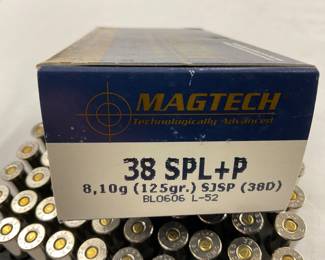 MAGTECH
Technologically Advanced
38 SPL+P
8,10g (125gr.) SJSP (38D)
BLO606 L-52